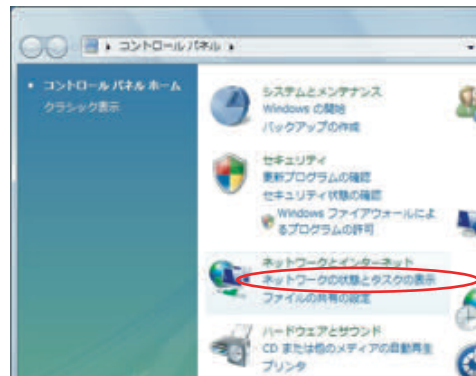 コントロール パネル
コントロール パネル ホーム
クラシック表示
システムとメンテナンス
Windows の開始
バックアップの作成
セキュリティ
更新プログラムの確認
セキュリティ状態の確認
Windows ファイアウォールによ
るプログラムの許可
ネットワークとインターネット
ネットワークの状態とタスクの表示
ファイルの共有の設定
ハードウェアとサウンド
CD または他のメディアの自動再生
プリンタ